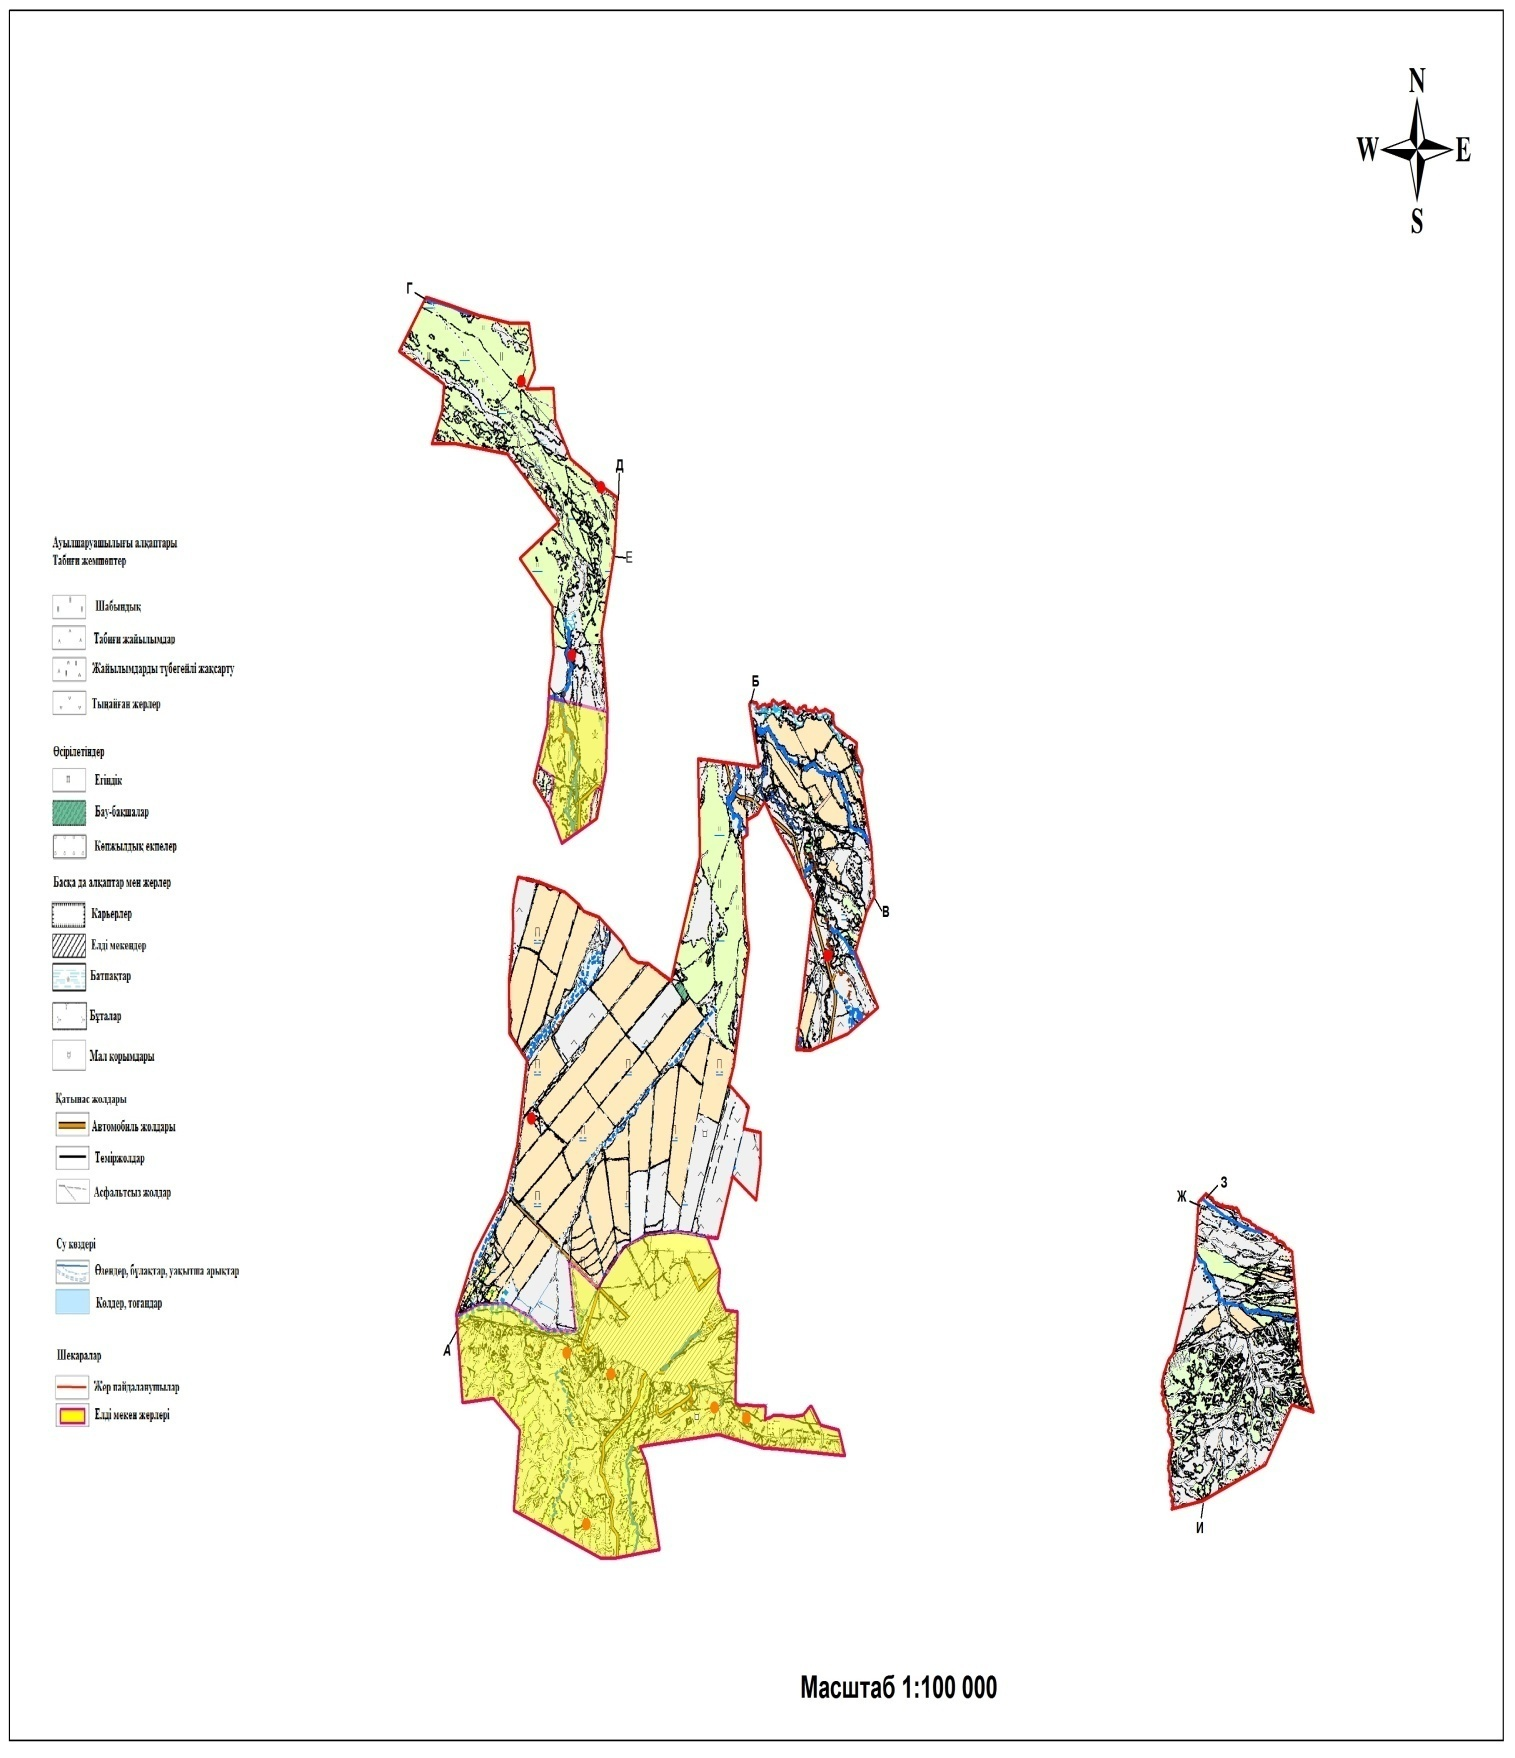 N
W E
S
Г
Д
Е
Б
В
А
З
Ж
И
Ауылшаруашылығы алқаптары
Табиғи жемшөптер
Шабындық
Табиғи жайылымдар
Жайылымдарды түбегейлі жақсарту
Тыңайған жерлер
Өсірілетіндер
Егіндік
Бау-бақшалар
Көпжылдық екпелер
Басқа да алқаптар мен жерлер
Карьерлер
Елді мекендер
Батпақтар
Бұталар
Мал қорымдары
Қатынас жолдары
Автомобиль жолдары
Теміржолдар
Асфальтсыз жолдар
Су көздері
Өзендер, бұлақтар, уақытша арықтар
Көлдер, тоғандар
Шекаралар
Жер пайдаланушылар
Елді мекен жерлері
Масштаб 1:100 000